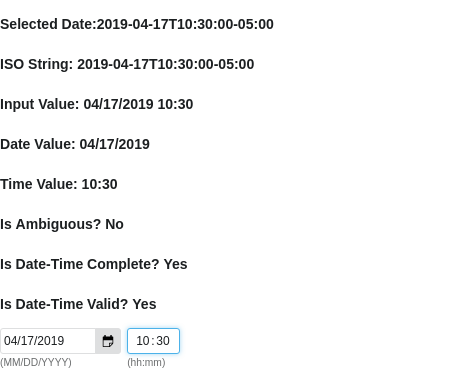 Selected Date:2019-04-17T10:30:00-05:00
ISO String: 2019-04-17T10:30:00-05:00
Input Value: 04/17/2019 10:30
Date Value: 04/17/2019
Time Value: 10:30
Is Ambiguous? No
Is Date-Time Complete? Yes
Is Date-Time Valid? Yes
04/17/2019 10:30
(MM/DD/YYYY) (hh:mm)